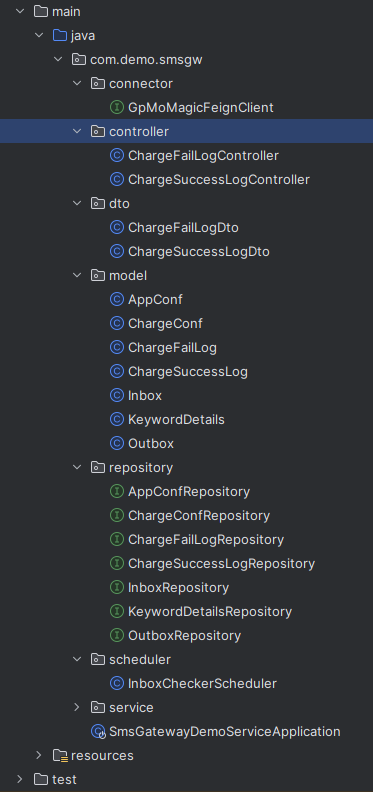 main
java
com.demo.smsgw
connector
GpMoMagicFeignClient
controller
ChargeFailLogController
ChargeSuccessLogController
dto
ChargeFailLogDto
ChargeSuccessLogDto
model
AppConf
ChargeConf
ChargeFailLog
ChargeSuccessLog
Inbox
KeywordDetails
Outbox
repository
AppConfRepository
ChargeConfRepository
ChargeFailLogRepository
ChargeSuccessLogRepository
InboxRepository
KeywordDetailsRepository
OutboxRepository
scheduler
InboxCheckerScheduler
service
SmsGatewayDemoServiceApplication
resources
test